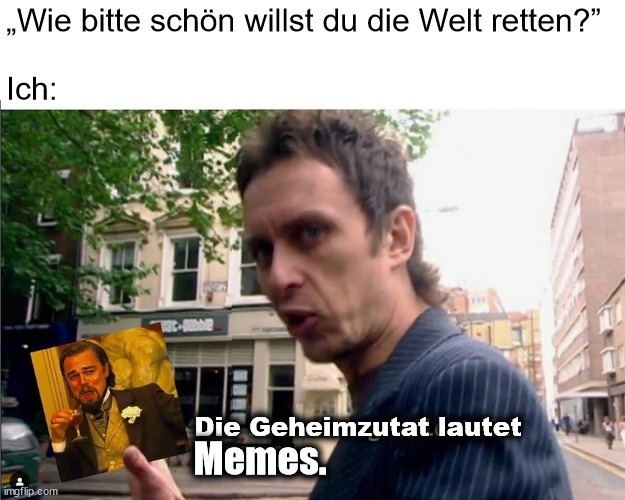 „Wie bitte schön willst du die Welt retten?”
Ich:
Die Geheimzutat lautet
Memes.
imgflip.com